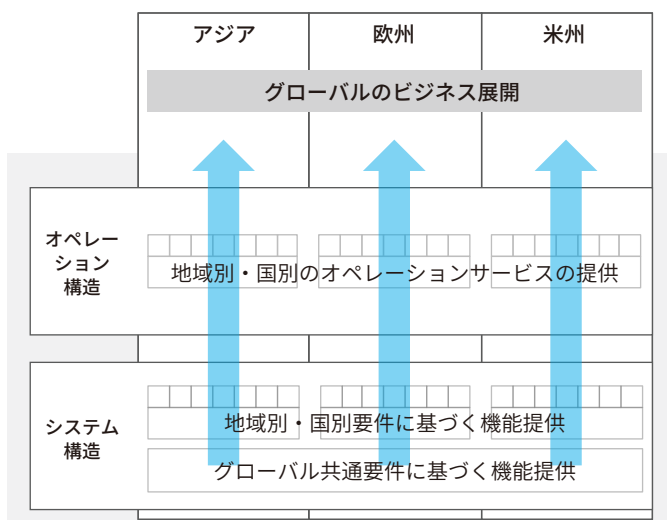 アジア
欧州
米州
グローバルのビジネス展開
オペレー
ション
構造
地域別・国別のオペレーションサービスの提供
システム
構造
地域別・国別要件に基づく機能提供
グローバル共通要件に基づく機能提供